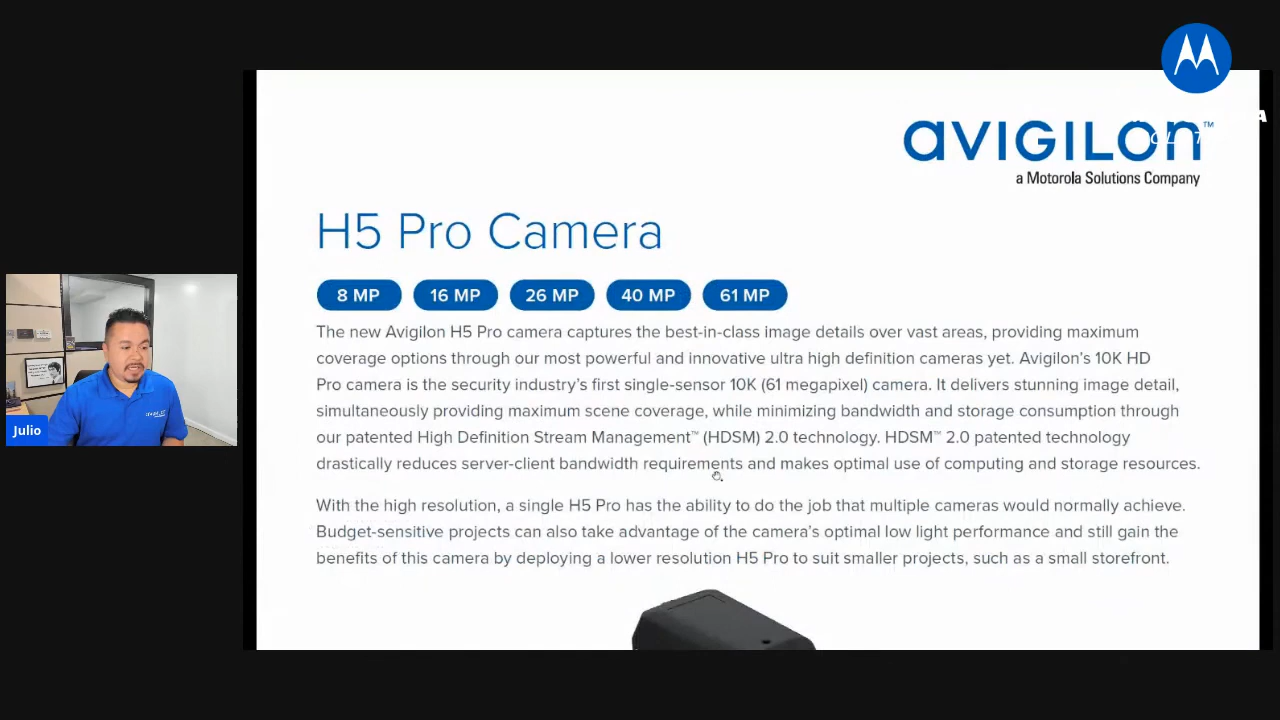 avigilon™
a Motorola Solutions Company
H5 Pro Camera
8 MP
16 MP
26 MP
40 MP
61 MP
The new Avigilon H5 Pro camera captures the best-in-class image details over vast areas, providing maximum
coverage options through our most powerful and innovative ultra high definition cameras yet. Avigilon's 10K HD
Pro camera is the security industry's first single-sensor 10K (61 megapixel) camera. It delivers stunning image detail,
simultaneously providing maximum scene coverage, while minimizing bandwidth and storage consumption through
our patented High Definition Stream Management™ (HDSM) 2.0 technology. HDSM™ 2.0 patented technology
drastically reduces server-client bandwidth requirements and makes optimal use of computing and storage resources.
With the high resolution, a single H5 Pro has the ability to do the job that multiple cameras would normally achieve.
Budget-sensitive projects can also take advantage of the camera's optimal low light performance and still gain the
benefits of this camera by deploying a lower resolution H5 Pro to suit smaller projects, such as a small storefront.
Julio